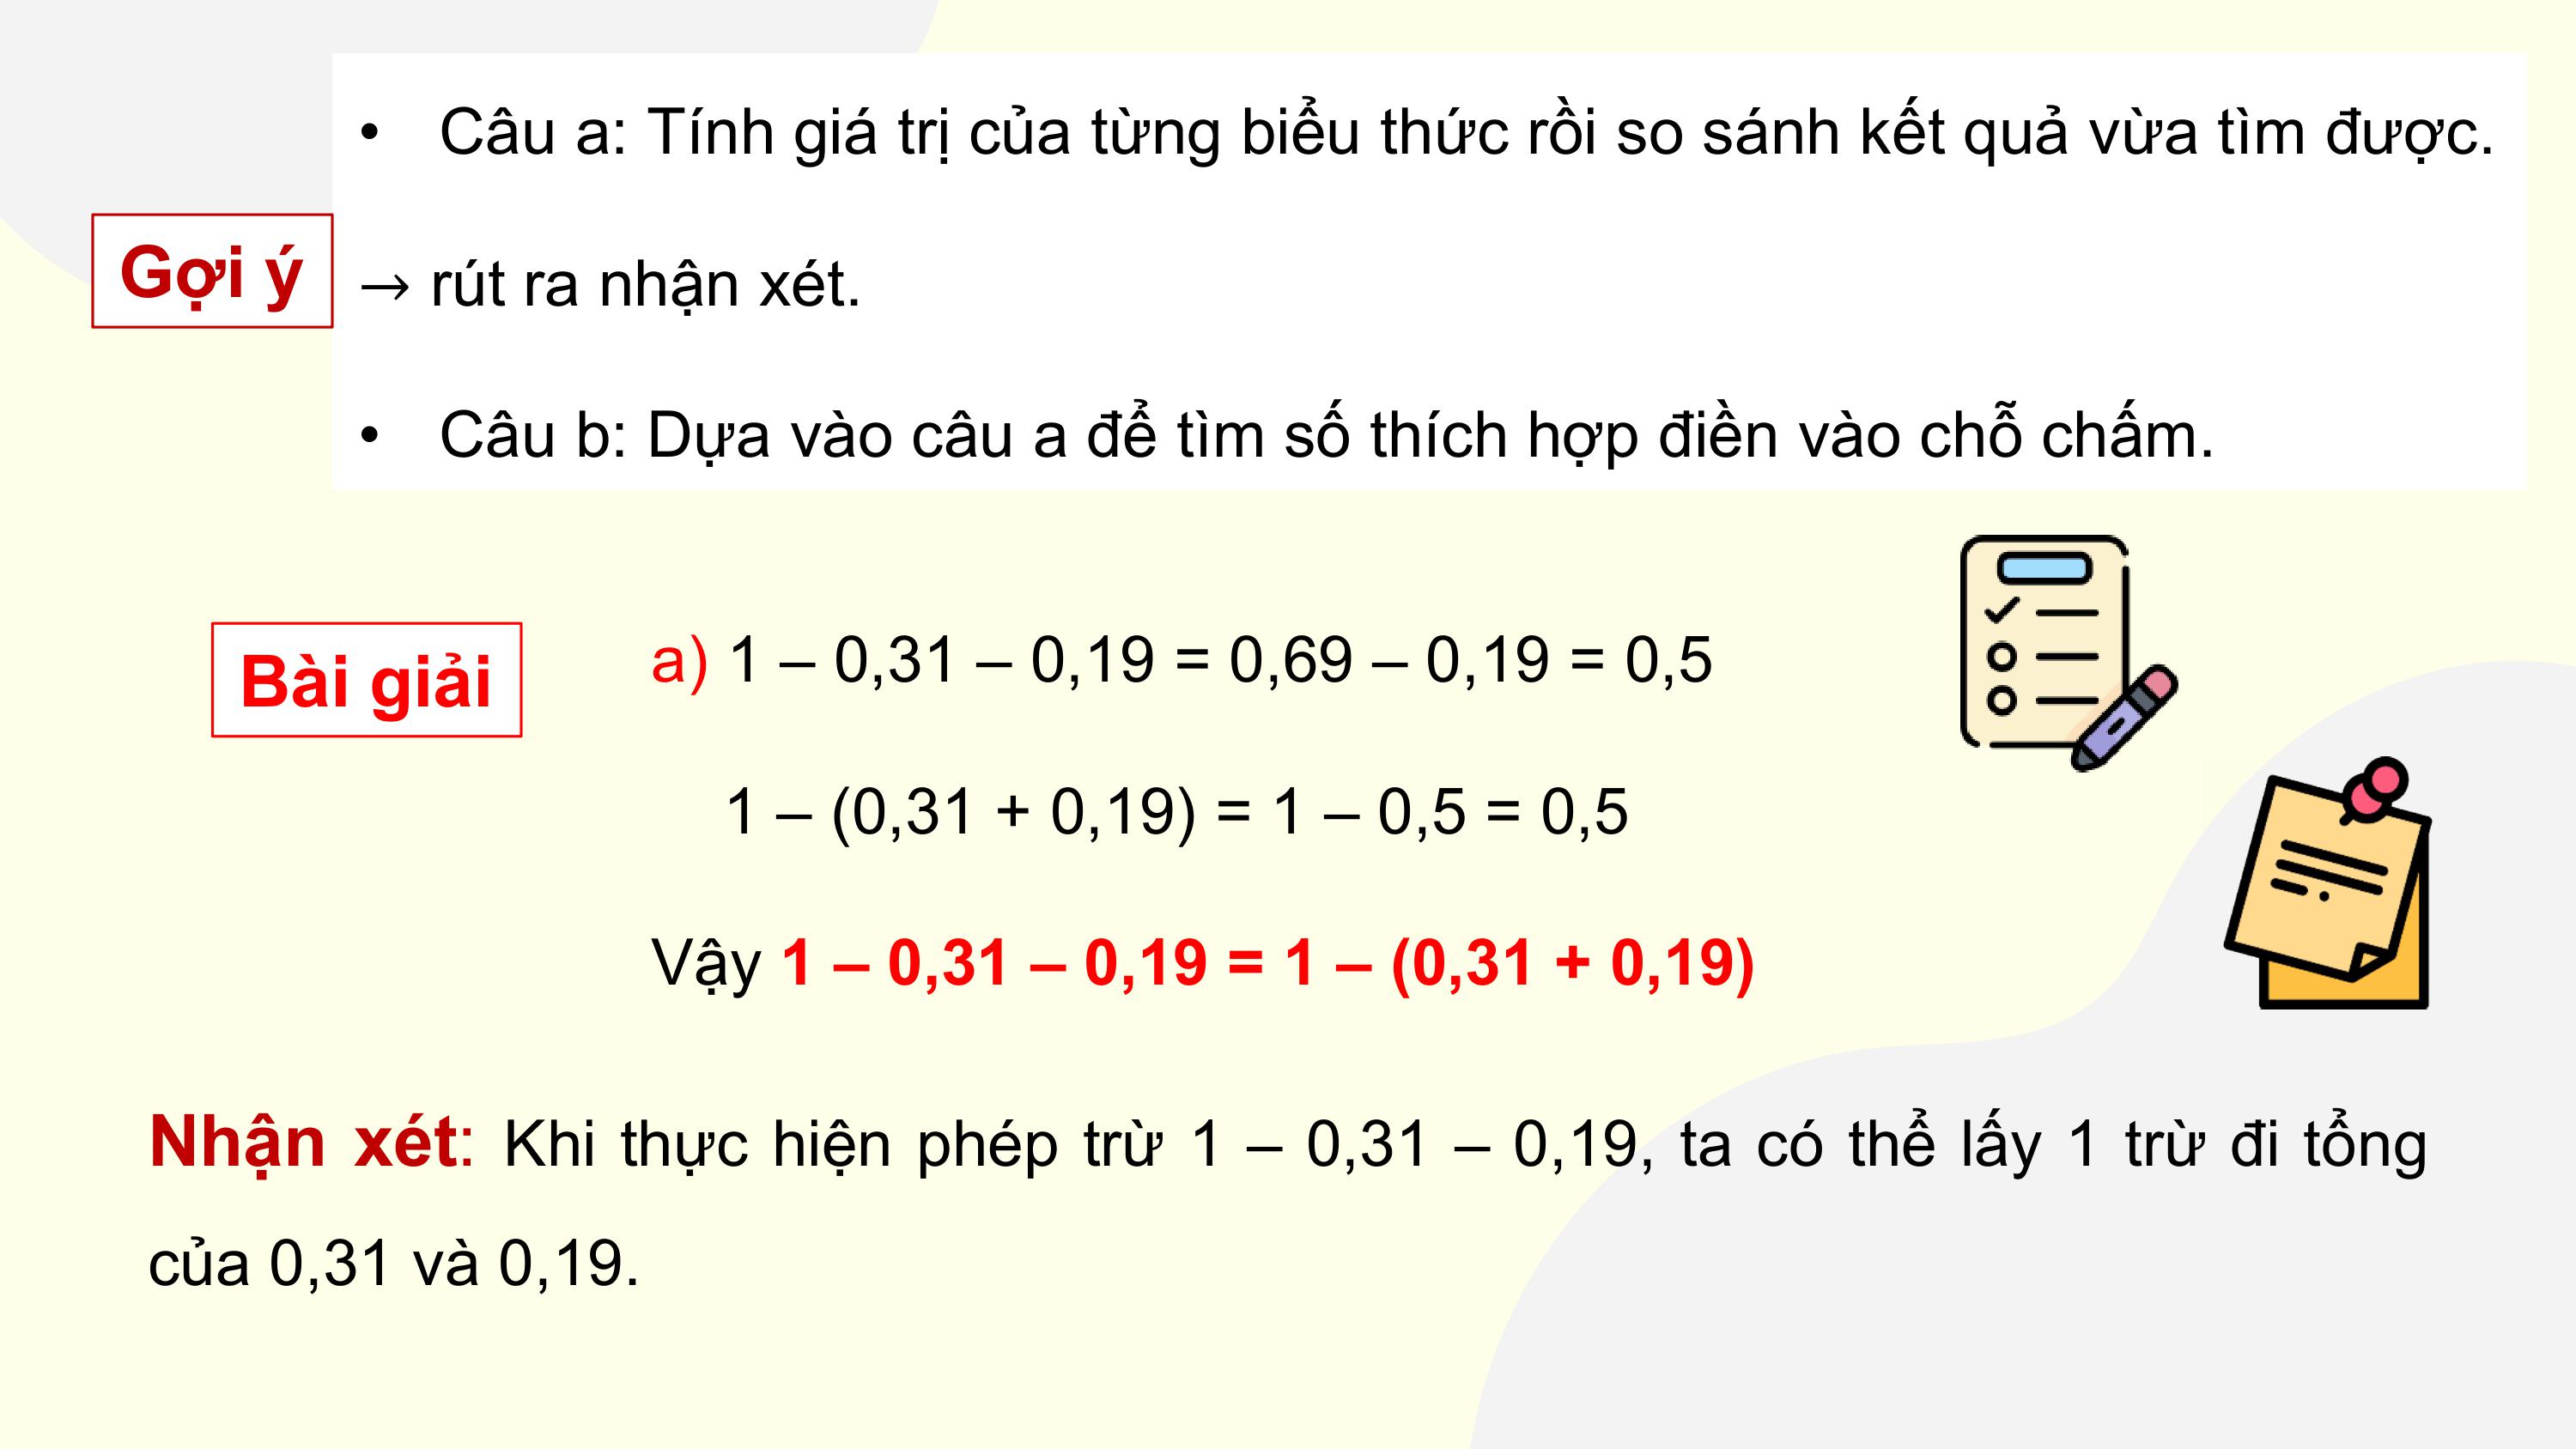 • Câu a: Tính giá trị của từng biểu thức rồi so sánh kết quả vừa tìm được.
Gợi ý
→ rút ra nhận xét.
• Câu b: Dựa vào câu a để tìm số thích hợp điền vào chỗ chấm.
Bài giải
a) 1 – 0,31 – 0,19 = 0,69 – 0,19 = 0,5
1 – (0,31 + 0,19) = 1 – 0,5 = 0,5
Vậy 1 – 0,31 – 0,19 = 1 – (0,31 + 0,19)
Nhận xét: Khi thực hiện phép trừ 1 – 0,31 – 0,19, ta có thể lấy 1 trừ đi tổng
của 0,31 và 0,19.